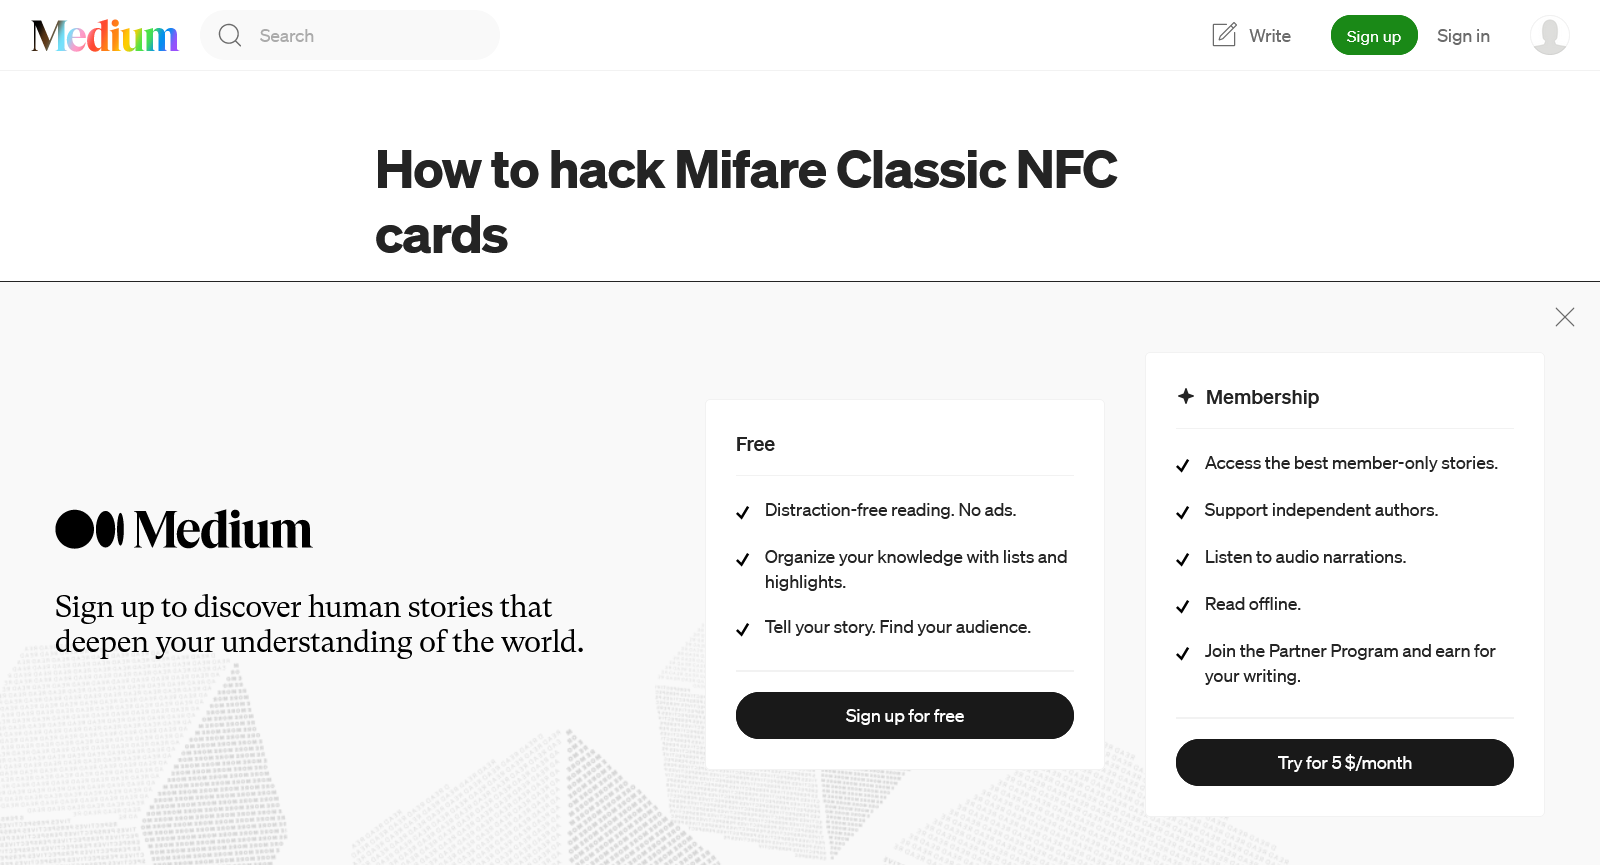 Medium
Search
Write
Sign up
Sign in
How to hack Mifare Classic NFC
cards
Medium
Sign up to discover human stories that
deepen your understanding of the world.
Free
Distraction-free reading. No ads.
Organize your knowledge with lists and
highlights.
Tell your story. Find your audience.
Sign up for free
Membership
Access the best member-only stories.
Support independent authors.
Listen to audio narrations.
Read offline.
Join the Partner Program and earn for
your writing.
Try for 5 $/month